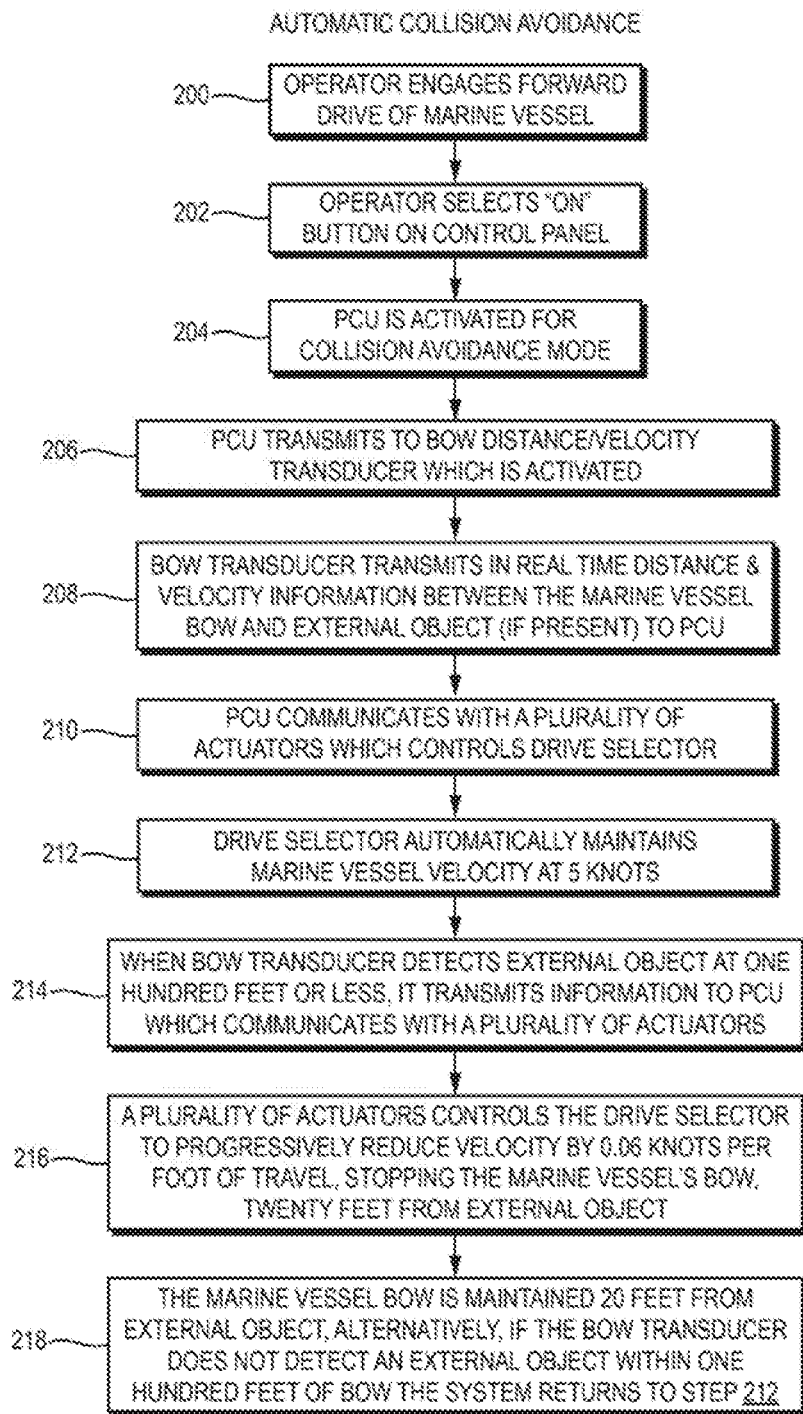 AUTOMATIC COLLISION AVOIDANCE
200
OPERATOR ENGAGES FORWARD
DRIVE OF MARINE VESSEL
202
OPERATOR SELECTS "ON"
BUTTON ON CONTROL PANEL
204
PCU IS ACTIVATED FOR
COLLISION AVOIDANCE MODE
206
PCU TRANSMITS TO BOW DISTANCE/VELOCITY
TRANSDUCER WHICH IS ACTIVATED
208
BOW TRANSDUCER TRANSMITS IN REAL TIME DISTANCE &
VELOCITY INFORMATION BETWEEN THE MARINE VESSEL
BOW AND EXTERNAL OBJECT (IF PRESENT) TO PCU
210
PCU COMMUNICATES WITH A PLURALITY OF
ACTUATORS WHICH CONTROLS DRIVE SELECTOR
212
DRIVE SELECTOR AUTOMATICALLY MAINTAINS
MARINE VESSEL VELOCITY AT 5 KNOTS
214
WHEN BOW TRANSDUCER DETECTS EXTERNAL OBJECT AT ONE
HUNDRED FEET OR LESS, IT TRANSMITS INFORMATION TO PCU
WHICH COMMUNICATES WITH A PLURALITY OF ACTUATORS
216
A PLURALITY OF ACTUATORS CONTROLS THE DRIVE SELECTOR
TO PROGRESSIVELY REDUCE VELOCITY BY 0.06 KNOTS PER
FOOT OF TRAVEL, STOPPING THE MARINE VESSEL'S BOW,
TWENTY FEET FROM EXTERNAL OBJECT
218
THE MARINE VESSEL BOW IS MAINTAINED 20 FEET FROM
EXTERNAL OBJECT, ALTERNATIVELY, IF THE BOW TRANSDUCER
DOES NOT DETECT AN EXTERNAL OBJECT WITHIN ONE
HUNDRED FEET OF BOW THE SYSTEM RETURNS TO STEP 212